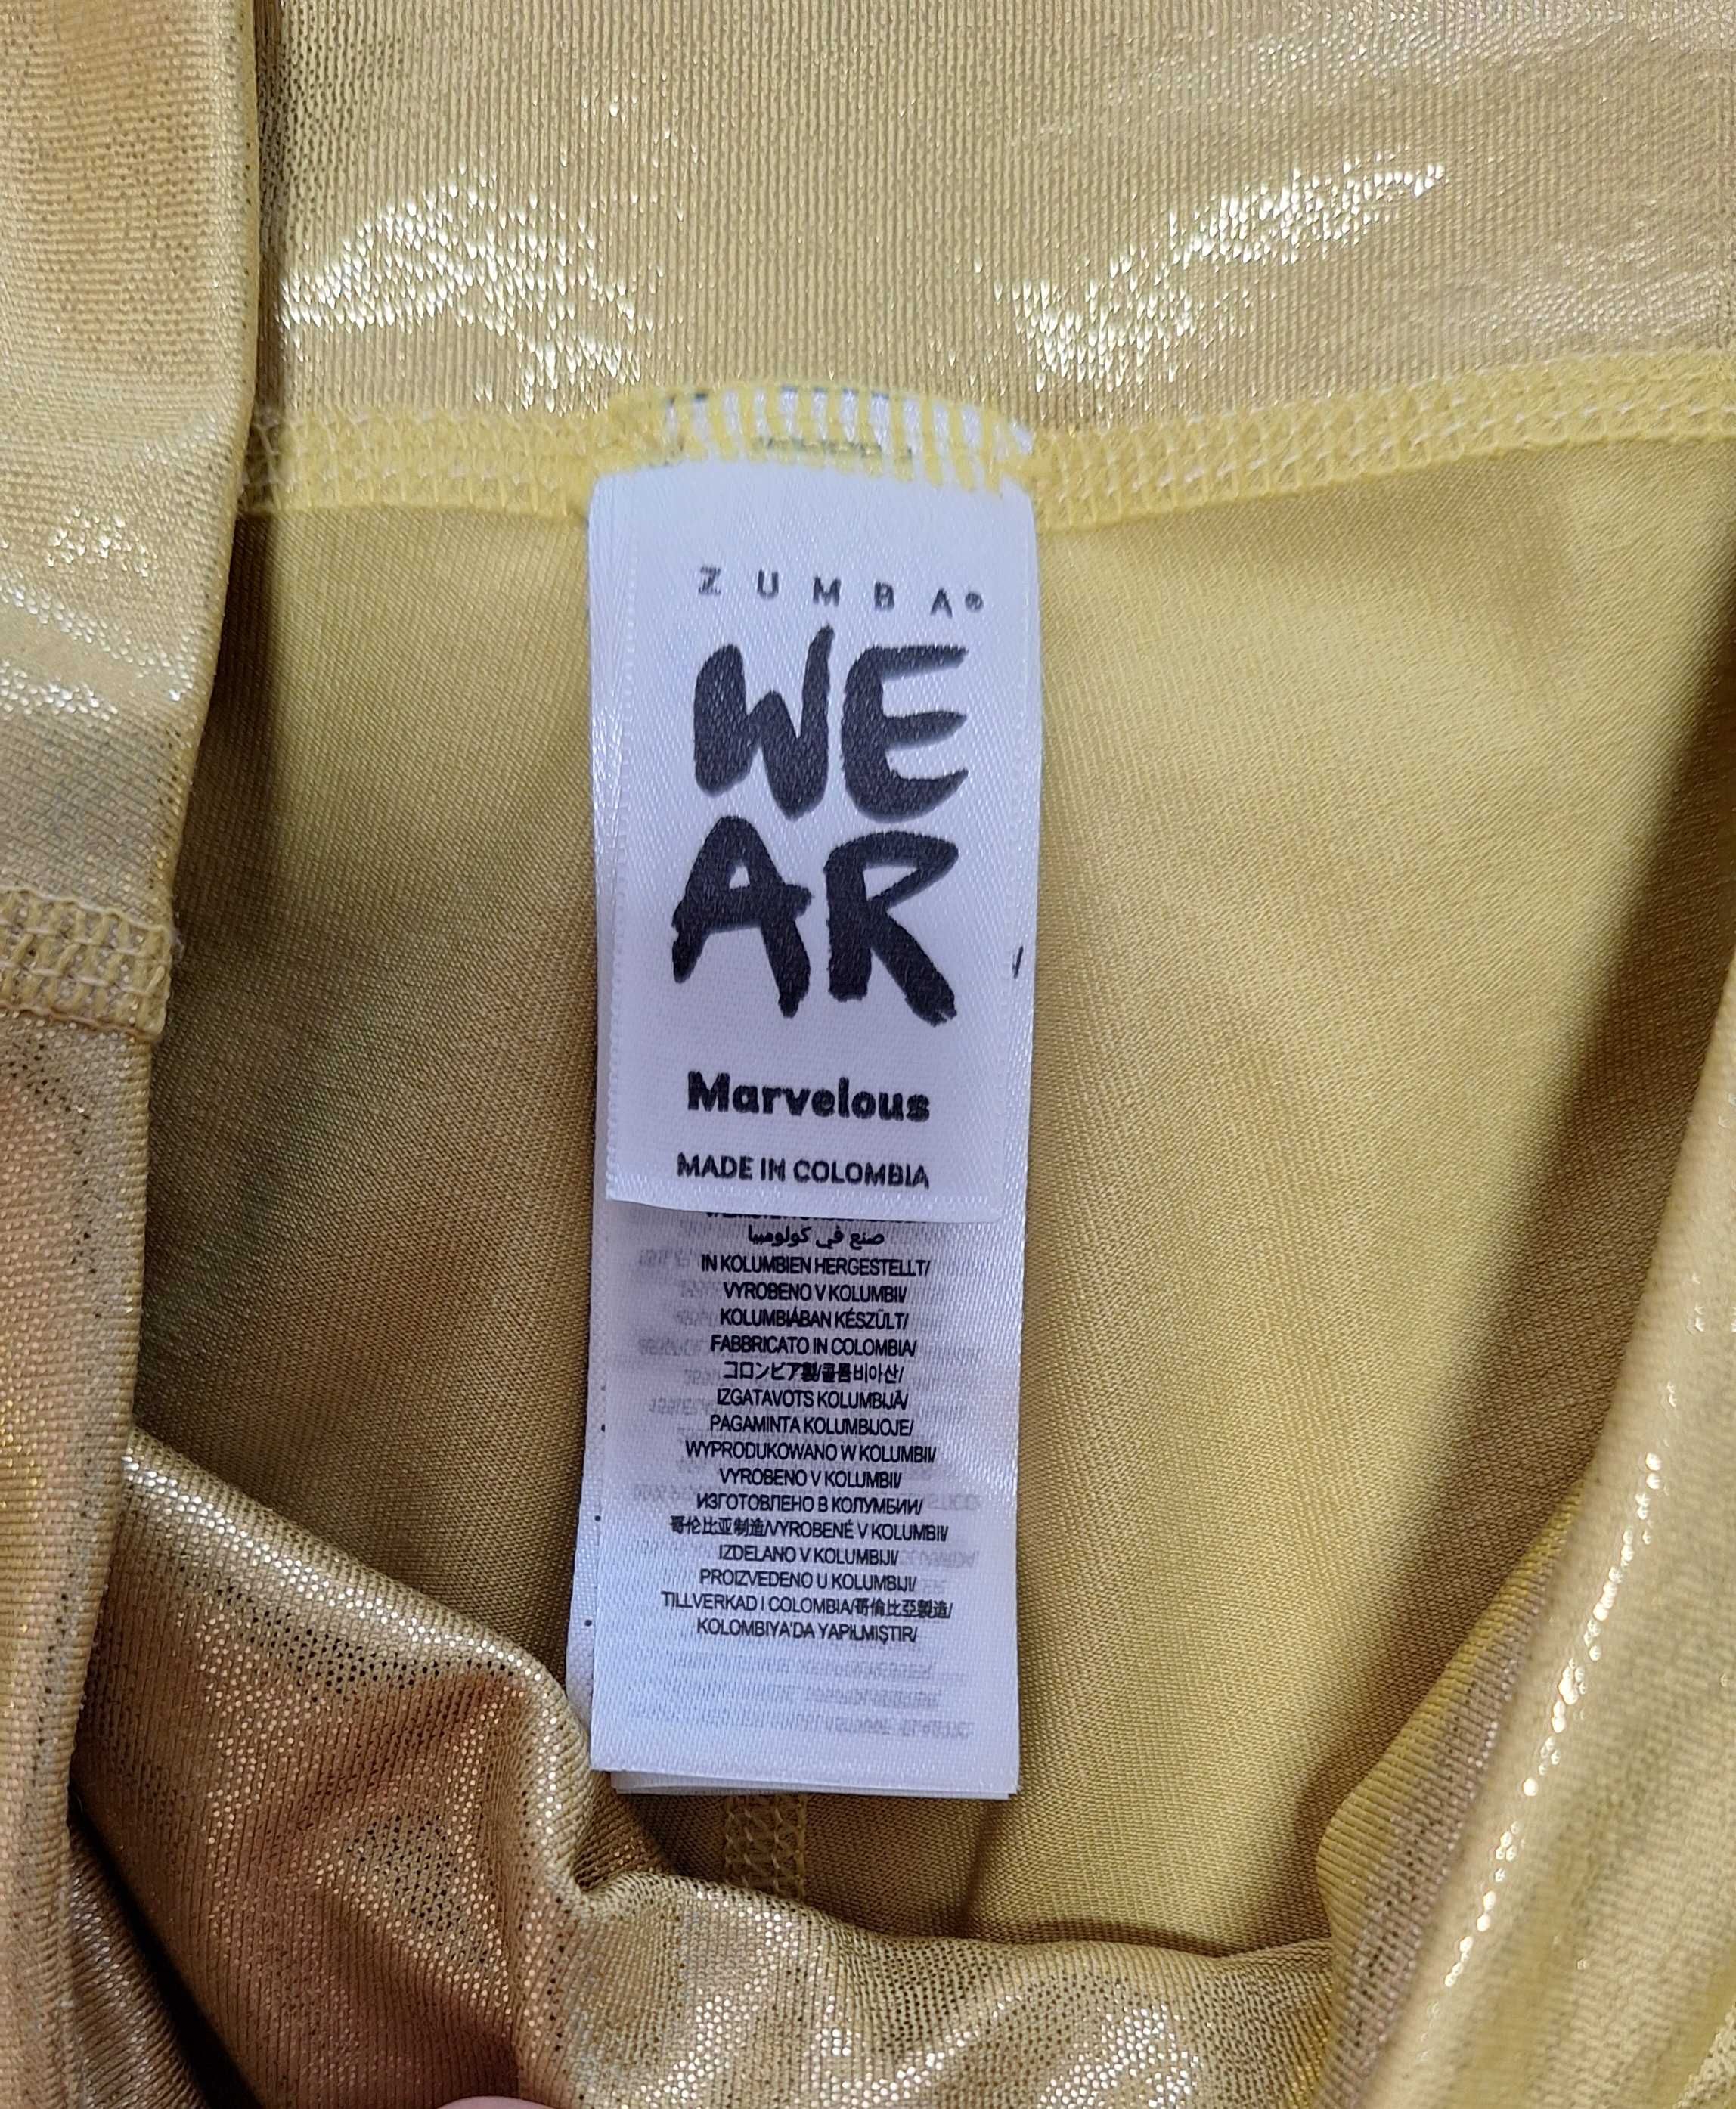 ZUMBA®
WE
AR
Marvelous
MADE IN COLOMBIA
صنع في كولومبيا
IN KOLUMBIEN HERGESTELLT/
VYROBENO V KOLUMBII/
KOLUMBIÁBAN KÉSZÜLT/
FABBRICATO IN COLOMBIA/
コロンビア製/콜롬비아산/
IZGATAVOTS KOLUMBIJĀ/
PAGAMINTA KOLUMBIJOJE/
WYPRODUKOWANO W KOLUMBII/
VYROBENO V KOLUMBII/
ИЗГОТОВЛЕНО В КОЛУМБИИ/
哥伦比亚制造/VYROBENÉ V KOLUMBII/
IZDELANO V KOLUMBIJI/
PROIZVEDENO U KOLUMBIJI/
TILLVERKAD I COLOMBIA/哥倫比亞製造/
KOLOMBIYA'DA YAPILMIŞTIR/